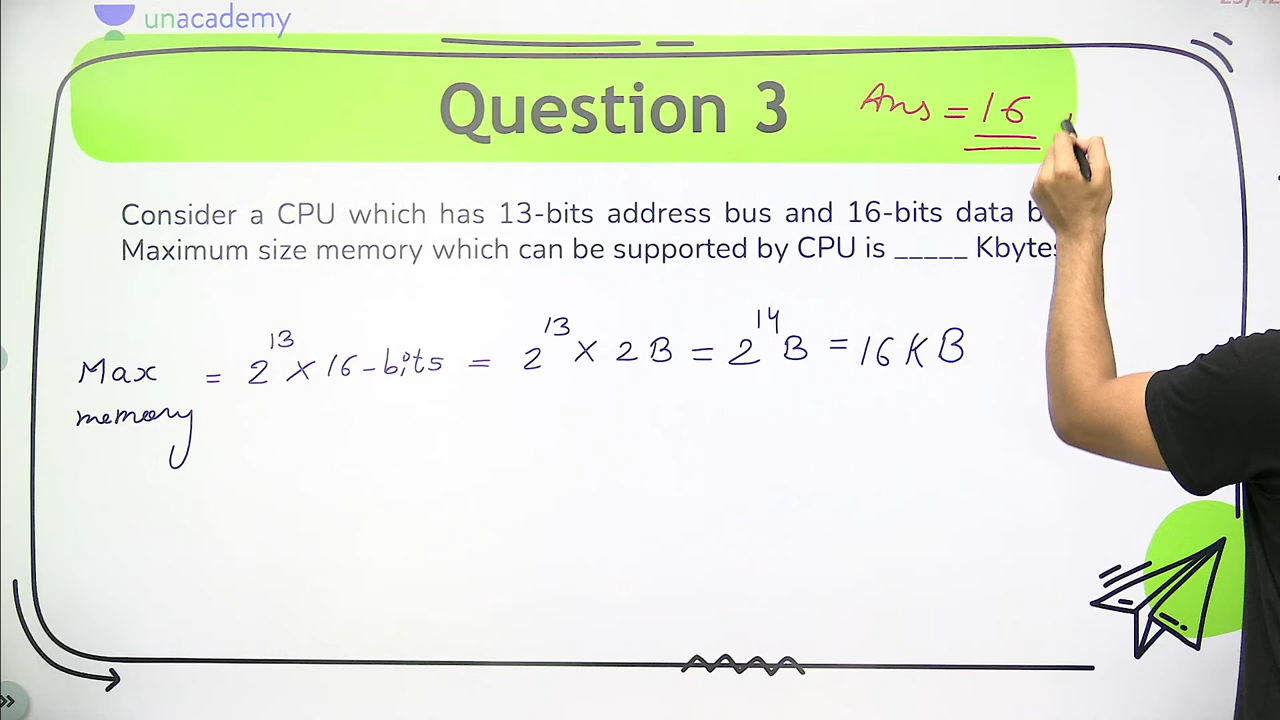 unacademy
Question 3
Ans = 16
Consider a CPU which has 13-bits address bus and 16-bits data
Maximum size memory which can be supported by CPU is _____ Kbytes
Max memory = 2^13 × 16-bits = 2^13 × 2B = 2^14 B = 16 KB